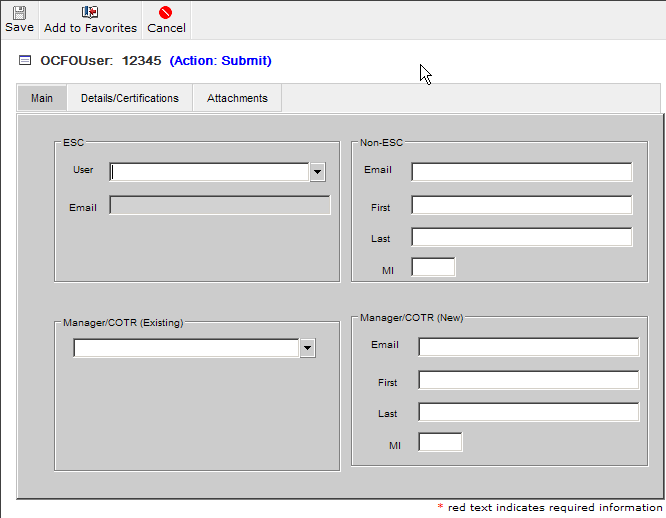 Save Add to Favorites Cancel
OCFOUser: 12345 (Action: Submit)
Main Details/Certifications Attachments
ESC
User
Email
Non-ESC
Email
First
Last
MI
Manager/COTR (Existing)
Manager/COTR (New)
Email
First
Last
MI
* red text indicates required information